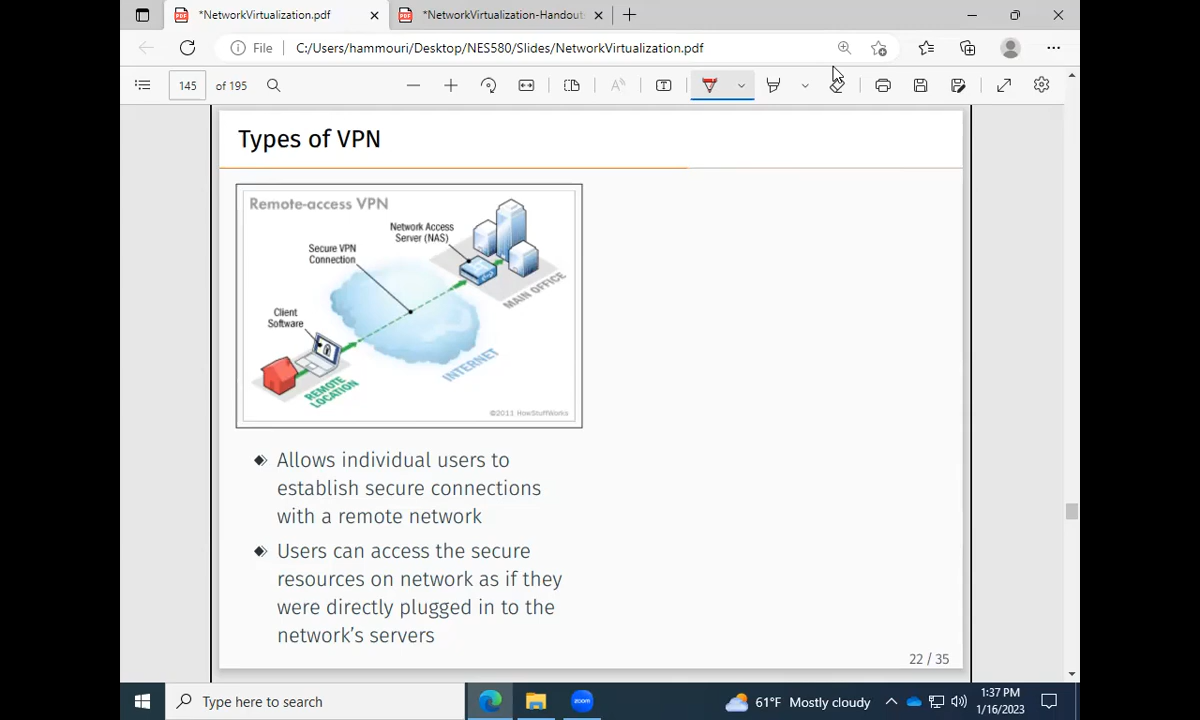 *NetworkVirtualization.pdf
*NetworkVirtualization-Handout
File
C:/Users/hammouri/Desktop/NES580/Slides/NetworkVirtualization.pdf
145
of 195
Types of VPN
Remote-access VPN
Network Access
Server (NAS)
Secure VPN
Connection
MAIN OFFICE
Client
Software
INTERNET
REMOTE
LOCATION
©2011 HowStuffWorks
Allows individual users to
establish secure connections
with a remote network
Users can access the secure
resources on network as if they
were directly plugged in to the
network's servers
22 / 35
Type here to search
zoom
61°F Mostly cloudy
1:37 PM
1/16/2023